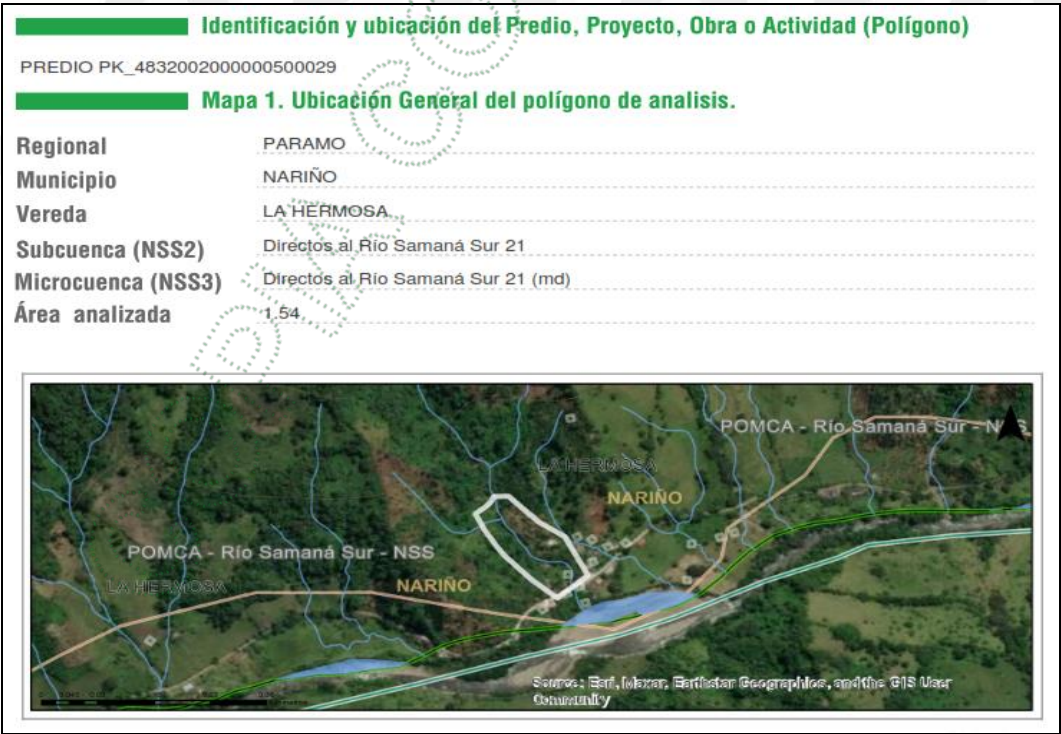 Identificación y ubicación del Predio, Proyecto, Obra o Actividad (Polígono)
PREDIO PK_4832002000000500029
Mapa 1. Ubicación General del polígono de analisis.
Regional PARAMO
Municipio NARIÑO
Vereda LA HERMOSA
Subcuenca (NSS2) Directos al Río Samaná Sur 21
Microcuenca (NSS3) Directos al Río Samaná Sur 21 (md)
Área analizada 1.54
POMCA - Río Samaná Sur - NSS
LA HERMOSA
NARIÑO
POMCA - Río Samaná Sur - NSS
LA HERMOSA
NARIÑO
Source: Esri, Maxar, Earthstar Geographics, and the GIS User
Community